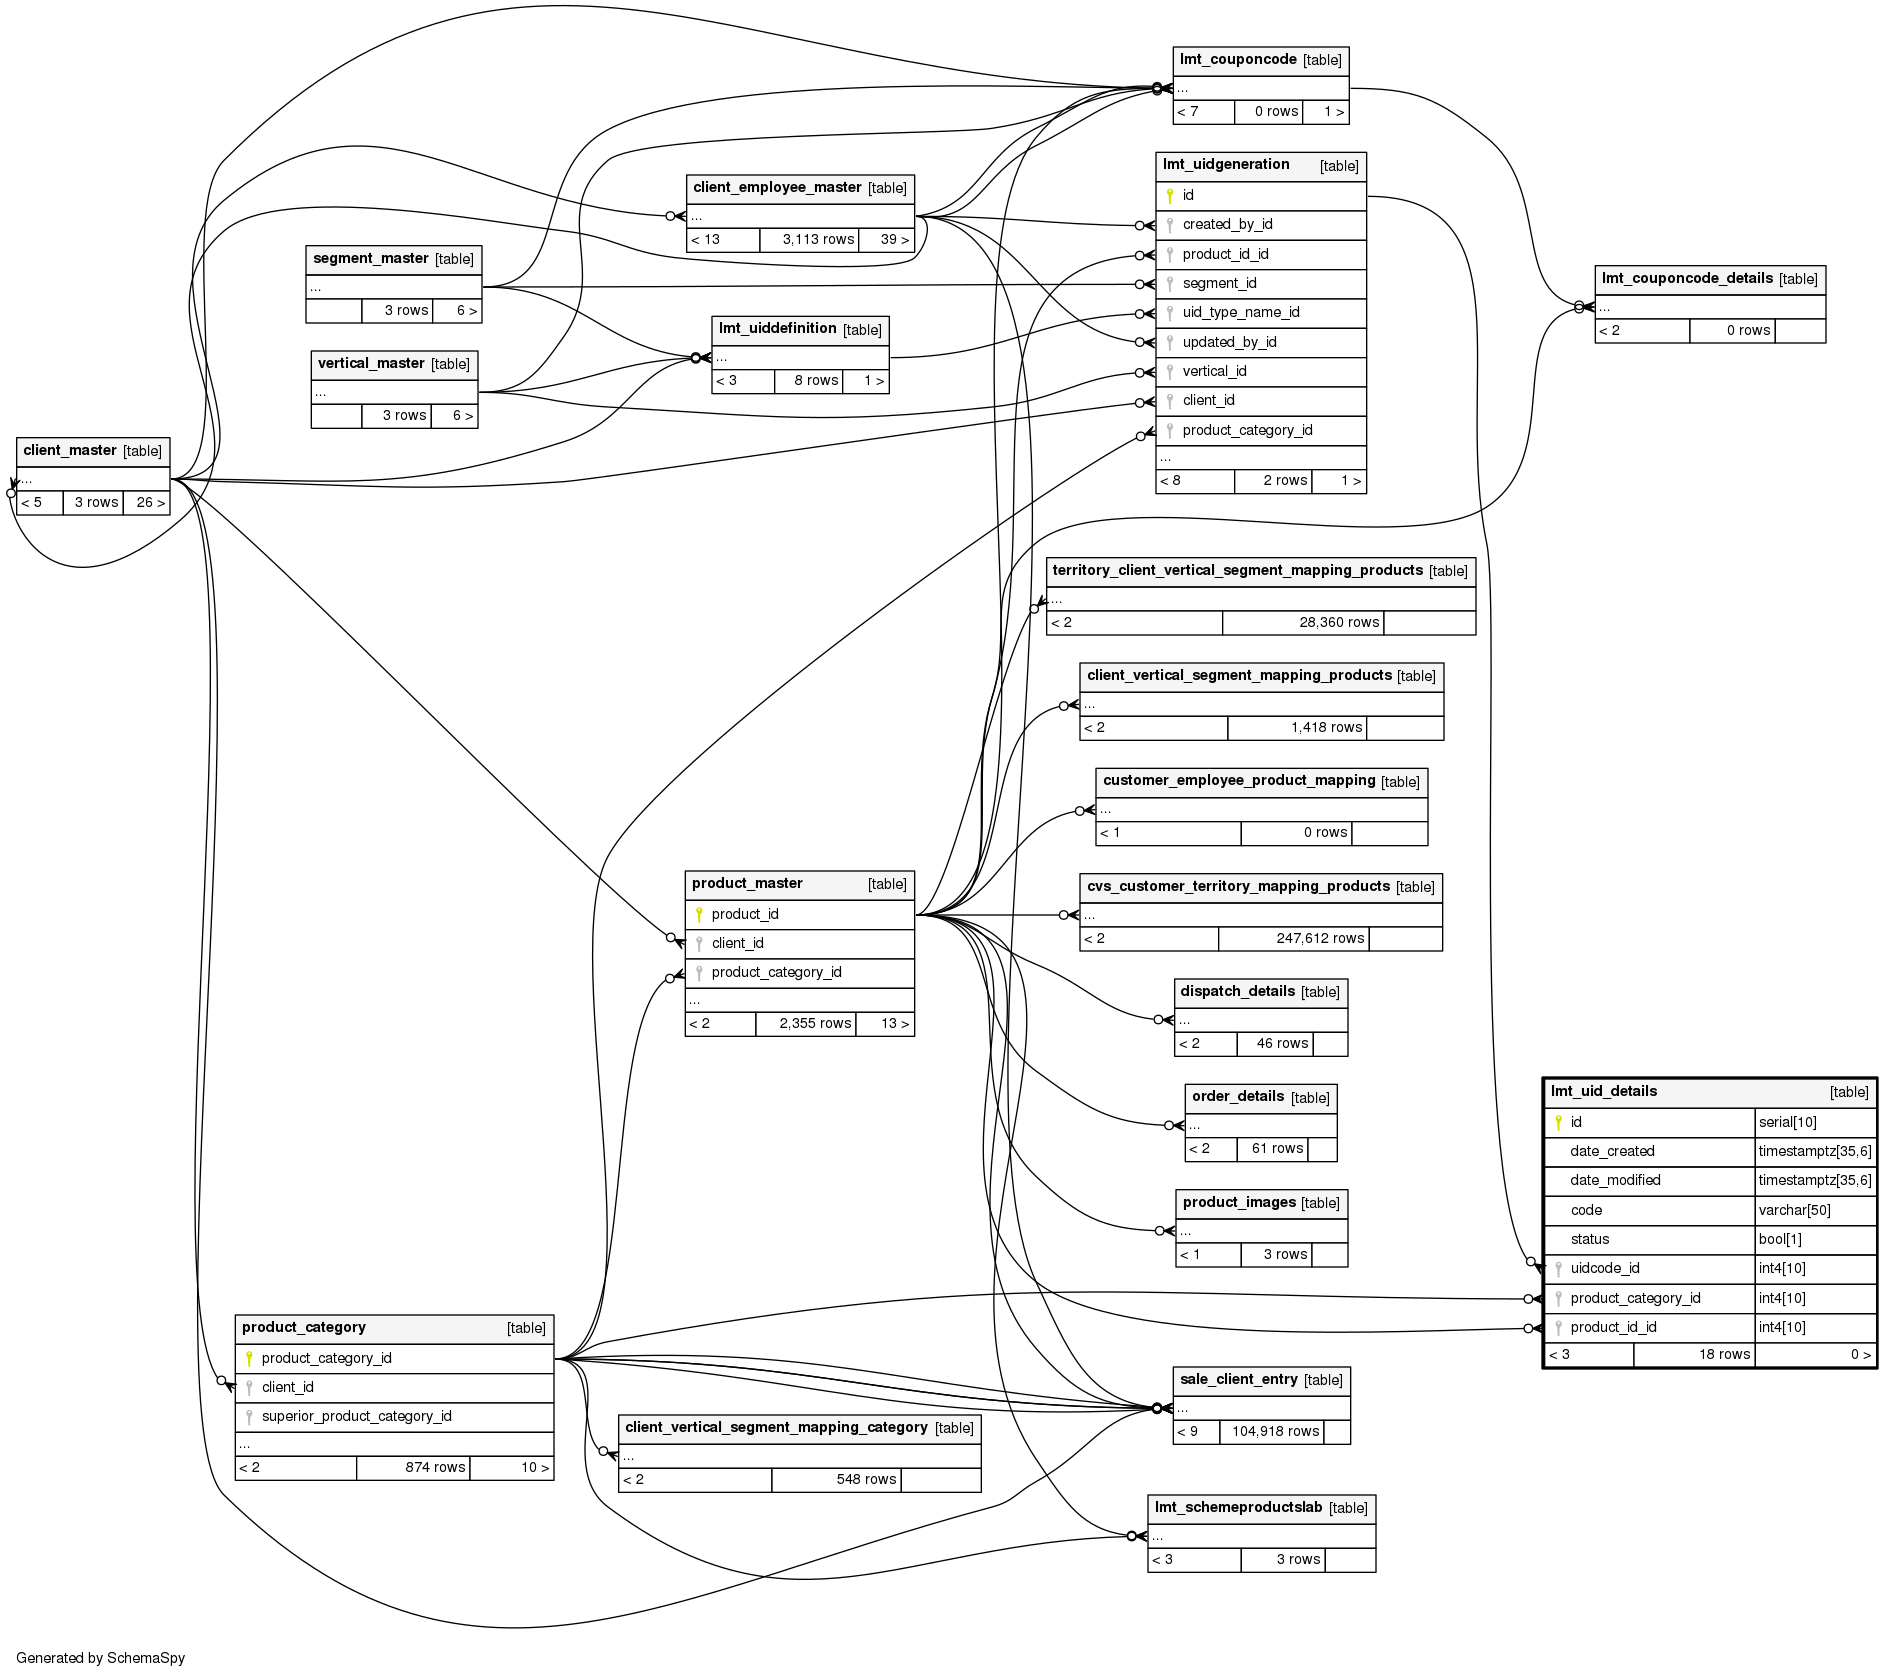 lmt_couponcode [table]
...
< 7 0 rows 1 >
lmt_uidgeneration [table]
id
created_by_id
product_id_id
segment_id
uid_type_name_id
updated_by_id
vertical_id
client_id
product_category_id
...
< 8 2 rows 1 >
client_employee_master [table]
...
< 13 3,113 rows 39 >
segment_master [table]
...
3 rows 6 >
lmt_couponcode_details [table]
...
< 2 0 rows
lmt_uiddefinition [table]
...
< 3 8 rows 1 >
vertical_master [table]
...
3 rows 6 >
client_master [table]
...
< 5 3 rows 26 >
territory_client_vertical_segment_mapping_products [table]
...
< 2 28,360 rows
client_vertical_segment_mapping_products [table]
...
< 2 1,418 rows
customer_employee_product_mapping [table]
...
< 1 0 rows
product_master [table]
product_id
client_id
product_category_id
...
< 2 2,355 rows 13 >
cvs_customer_territory_mapping_products [table]
...
< 2 247,612 rows
dispatch_details [table]
...
< 2 46 rows
order_details [table]
...
< 2 61 rows
lmt_uid_details [table]
id serial[10]
date_created timestamptz[35,6]
date_modified timestamptz[35,6]
code varchar[50]
status bool[1]
uidcode_id int4[10]
product_category_id int4[10]
product_id_id int4[10]
< 3 18 rows 0 >
product_images [table]
...
< 1 3 rows
product_category [table]
product_category_id
client_id
superior_product_category_id
...
< 2 874 rows 10 >
sale_client_entry [table]
...
< 9 104,918 rows
client_vertical_segment_mapping_category [table]
...
< 2 548 rows
lmt_schemeproductslab [table]
...
< 3 3 rows
Generated by SchemaSpy